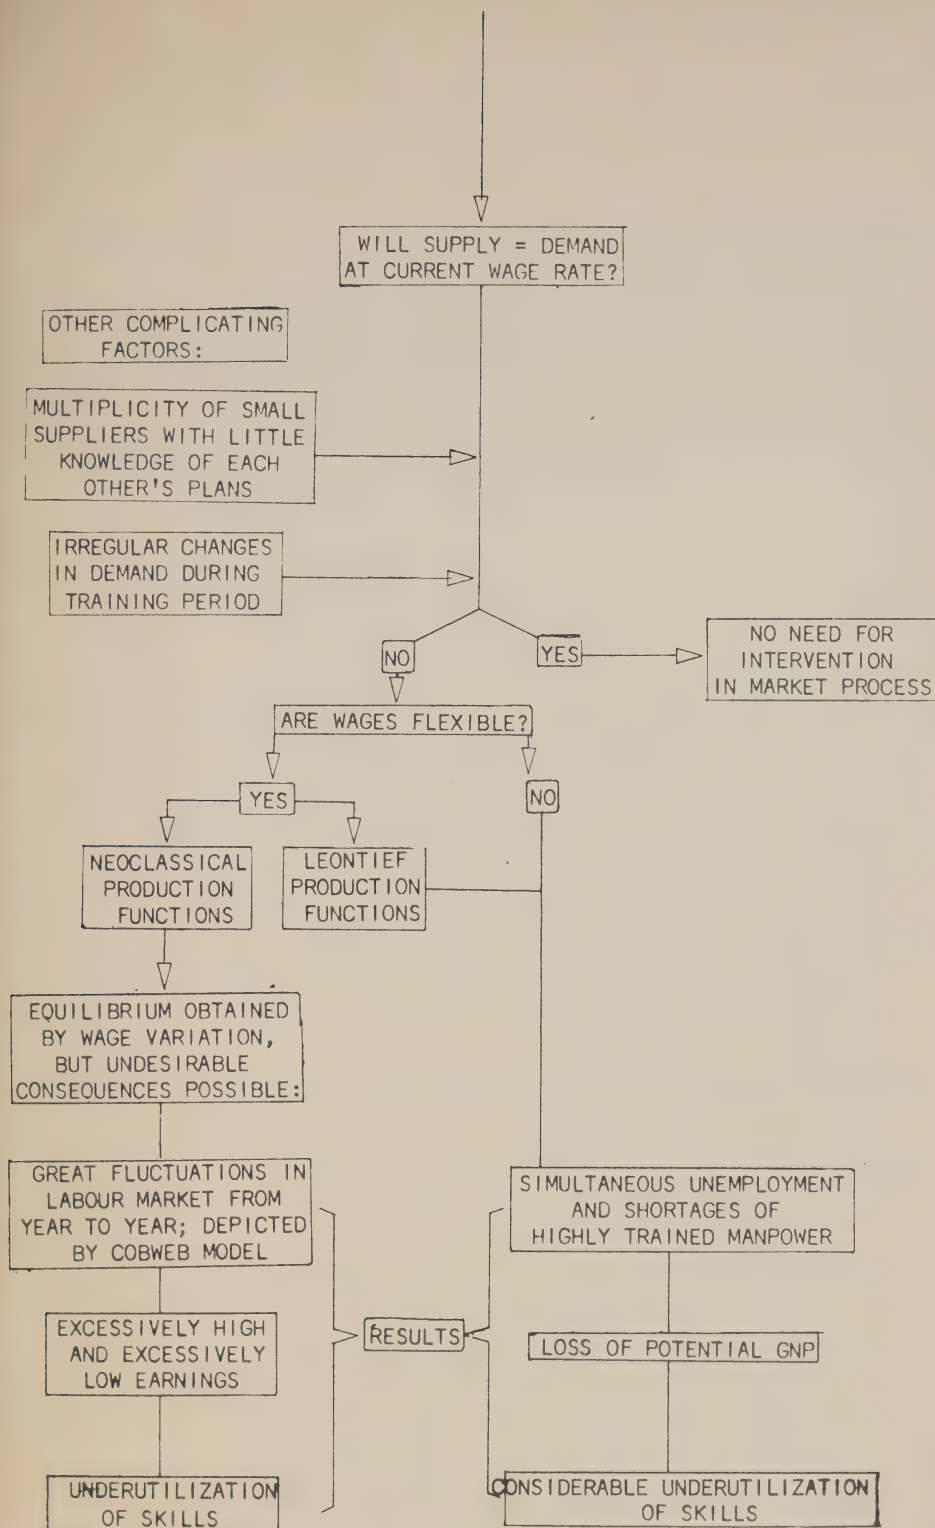 WILL SUPPLY = DEMAND
AT CURRENT WAGE RATE?
OTHER COMPLICATING
FACTORS:
MULTIPLICITY OF SMALL
SUPPLIERS WITH LITTLE
KNOWLEDGE OF EACH
OTHER'S PLANS
IRREGULAR CHANGES
IN DEMAND DURING
TRAINING PERIOD
NO
YES
NO NEED FOR
INTERVENTION
IN MARKET PROCESS
ARE WAGES FLEXIBLE?
YES
NO
NEOCLASSICAL
PRODUCTION
FUNCTIONS
LEONTIEF
PRODUCTION
FUNCTIONS
EQUILIBRIUM OBTAINED
BY WAGE VARIATION,
BUT UNDESIRABLE
CONSEQUENCES POSSIBLE:
GREAT FLUCTUATIONS IN
LABOUR MARKET FROM
YEAR TO YEAR; DEPICTED
BY COBWEB MODEL
SIMULTANEOUS UNEMPLOYMENT
AND SHORTAGES OF
HIGHLY TRAINED MANPOWER
EXCESSIVELY HIGH
AND EXCESSIVELY
LOW EARNINGS
RESULTS
LOSS OF POTENTIAL GNP
UNDERUTILIZATION
OF SKILLS
CONSIDERABLE UNDERUTILIZATION
OF SKILLS